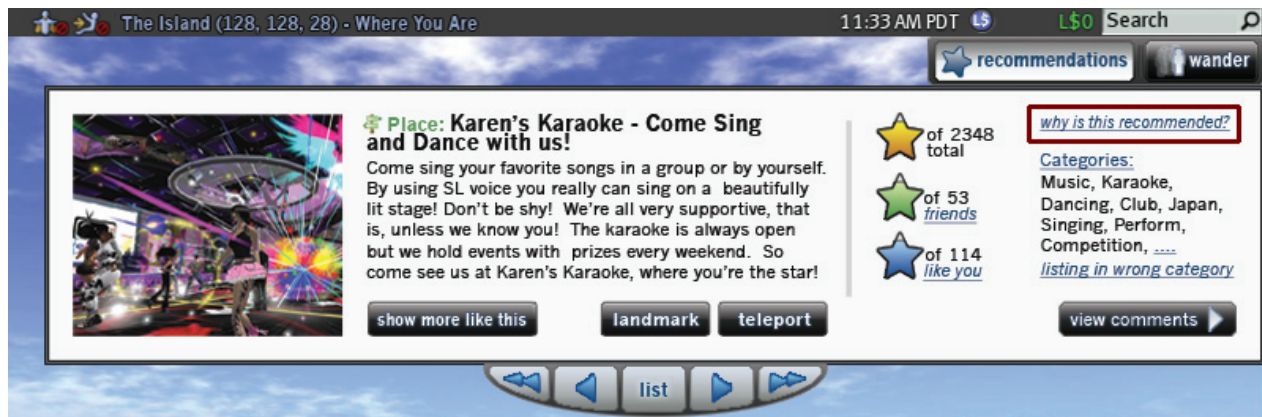 The Island (128, 128, 28) - Where You Are
11:33 AM PDT L$ L$0 Search
recommendations wander
Place: Karen's Karaoke - Come Sing
and Dance with us!
Come sing your favorite songs in a group or by yourself.
By using SL voice you really can sing on a beautifully
lit stage! Don't be shy! We're all very supportive, that
is, unless we know you! The karaoke is always open
but we hold events with prizes every weekend. So
come see us at Karen's Karaoke, where you're the star!
show more like this landmark teleport
of 2348
total
of 53
friends
of 114
like you
why is this recommended?
Categories:
Music, Karaoke,
Dancing, Club, Japan,
Singing, Perform,
Competition, ....
listing in wrong category
view comments
list